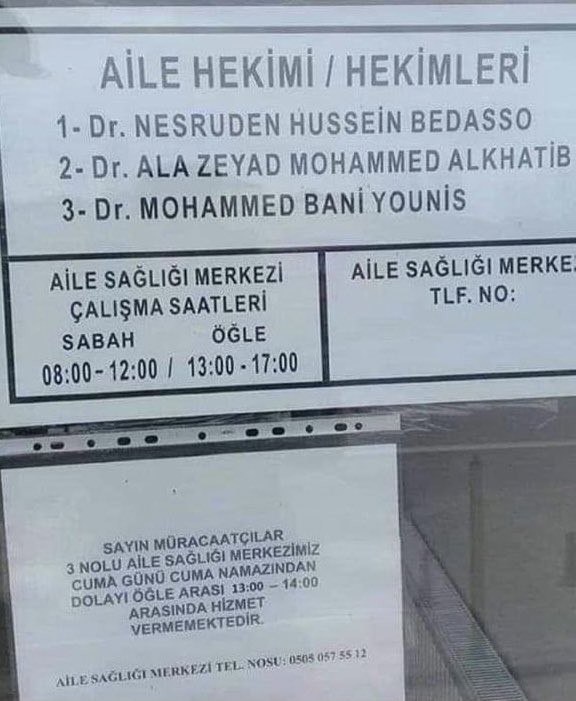 AİLE HEKİMİ / HEKİMLERİ
1- Dr. NESRUDEN HUSSEIN BEDASSO
2- Dr. ALA ZEYAD MOHAMMED ALKHATİB
3- Dr. MOHAMMED BANİ YOUNIS
AİLE SAĞLIĞI MERKEZİ
ÇALIŞMA SAATLERİ
SABAH ÖĞLE
08:00-12:00 / 13:00-17:00
AİLE SAĞLIĞI MERKEZ
TLF. NO:
SAYIN MÜRACAATÇILAR
3 NOLU AİLE SAĞLIĞI MERKEZİMİZ
CUMA GÜNÜ CUMA NAMAZINDAN
DOLAYI ÖĞLE ARASI 13:00 – 14:00
ARASINDA HİZMET
VERMEMEKTEDİR.
AİLE SAĞLIĞI MERKEZİ TEL. NOSU: 0505 057 55 12